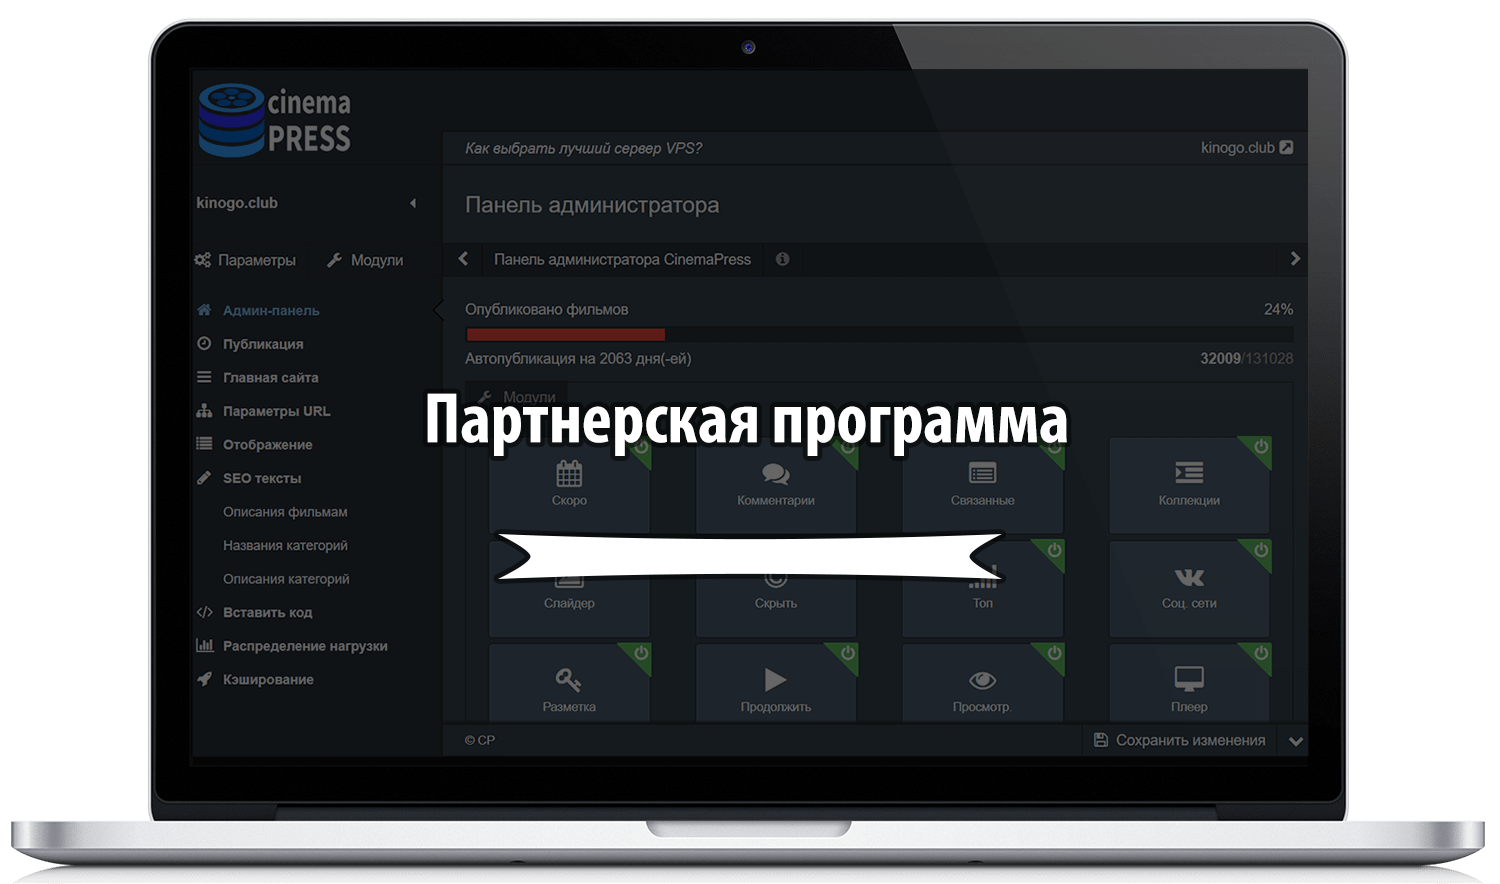 cinema
PRESS
Как выбрать лучший сервер VPS?
kinogo.club
kinogo.club
Панель администратора
Параметры
Модули
Панель администратора CinemaPress
Админ-панель
Публикация
Главная сайта
Параметры URL
Отображение
SEO тексты
Описания фильмам
Названия категорий
Описания категорий
Вставить код
Распределение нагрузки
Кэширование
Опубликовано фильмов
24%
Автопубликация на 2063 дня(-ей)
32009/131028
Модули
Партнерская программа
Скоро
Комментарии
Связанные
Коллекции
Слайдер
Скрыть
Топ
Соц. сети
Разметка
Продолжить
Просмотр.
Плеер
© CP
Сохранить изменения